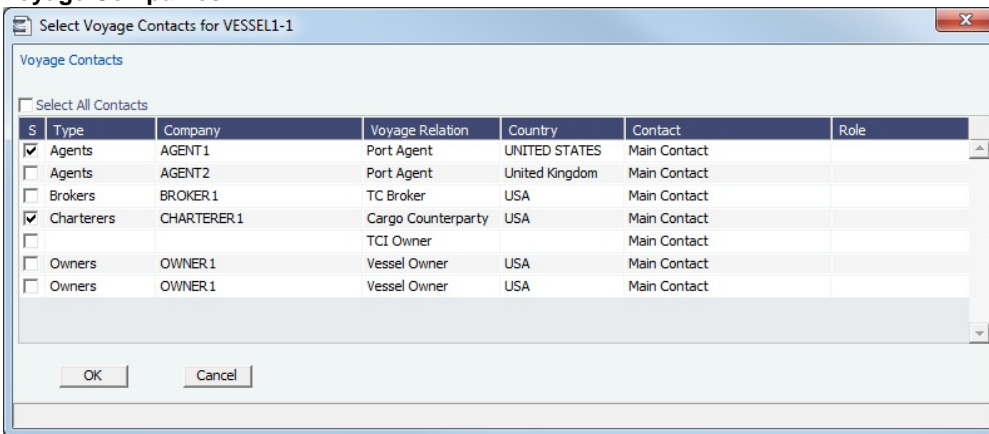 Select Voyage Contacts for VESSEL1-1
Voyage Contacts
Select All Contacts
S Type Company Voyage Relation Country Contact Role
Agents AGENT1 Port Agent UNITED STATES Main Contact
Agents AGENT2 Port Agent United Kingdom Main Contact
Brokers BROKER1 TC Broker USA Main Contact
Charterers CHARTERER1 Cargo Counterparty USA Main Contact
TCI Owner Main Contact
Owners OWNER1 Vessel Owner USA Main Contact
Owners OWNER1 Vessel Owner USA Main Contact
OK Cancel